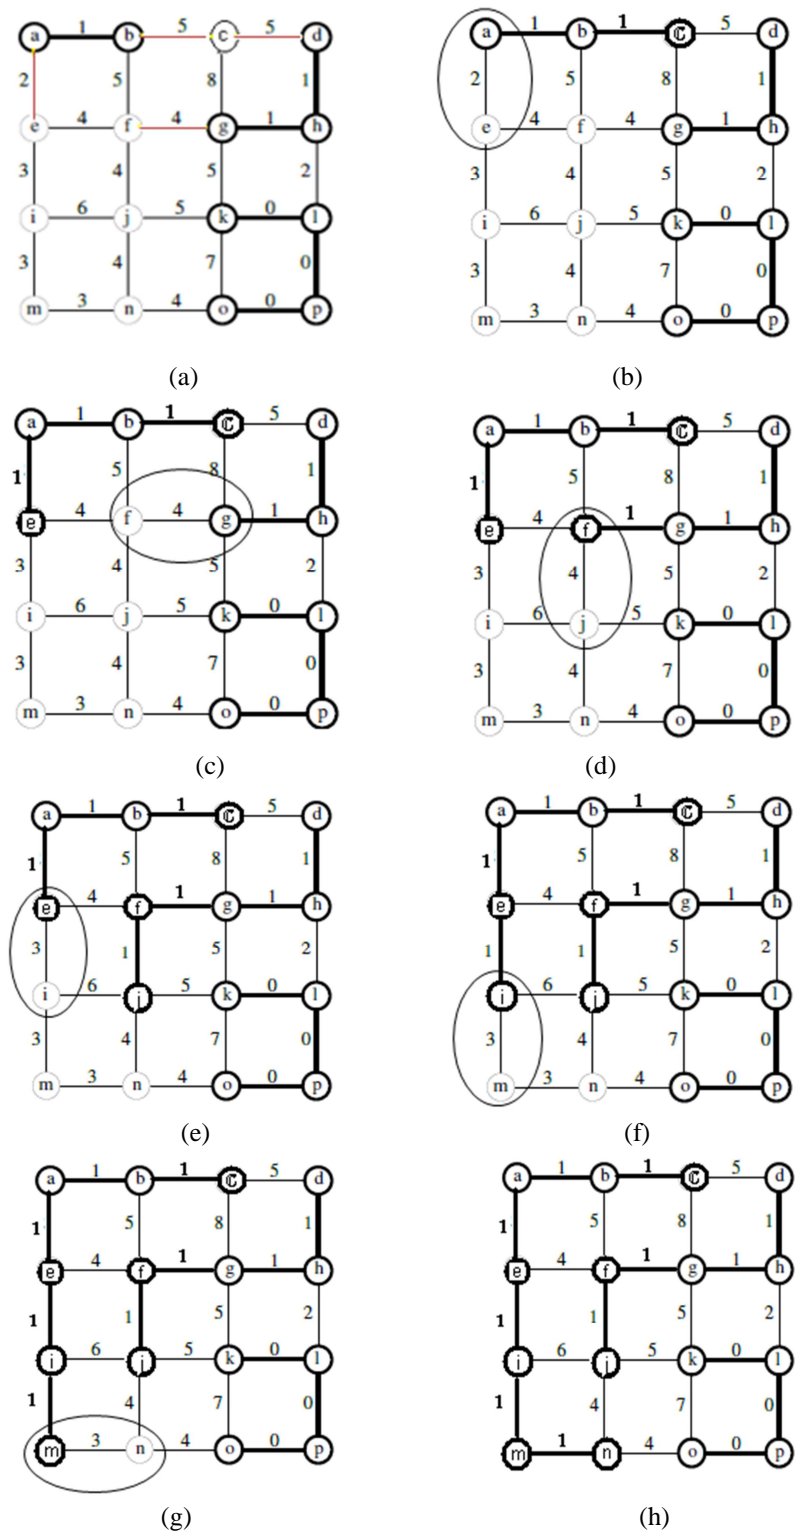 a 1 b 5 c 5 d
2 5 8 1
e 4 f 4 g 1 h
3 4 5 2
i 6 j 5 k 0 l
3 4 7 0
m 3 n 4 o 0 p
(a)
a 1 b 1 ℂ 5 d
2 5 8 1
e 4 f 4 g 1 h
3 4 5 2
i 6 j 5 k 0 l
3 4 7 0
m 3 n 4 o 0 p
(b)
a 1 b 1 ℂ 5 d
1 5 8 1
e 4 f 4 g 1 h
3 4 5 2
i 6 j 5 k 0 l
3 4 7 0
m 3 n 4 o 0 p
(c)
a 1 b 1 ℂ 5 d
1 5 8 1
e 4 f 1 g 1 h
3 4 5 2
i 6 j 5 k 0 l
3 4 7 0
m 3 n 4 o 0 p
(d)
a 1 b 1 ℂ 5 d
1 5 8 1
e 4 f 1 g 1 h
3 1 5 2
i 6 j 5 k 0 l
3 4 7 0
m 3 n 4 o 0 p
(e)
a 1 b 1 ℂ 5 d
1 5 8 1
e 4 f 1 g 1 h
1 1 5 2
i 6 j 5 k 0 l
3 4 7 0
m 3 n 4 o 0 p
(f)
a 1 b 1 ℂ 5 d
1 5 8 1
e 4 f 1 g 1 h
1 1 5 2
i 6 j 5 k 0 l
1 4 7 0
m 3 n 4 o 0 p
(g)
a 1 b 1 ℂ 5 d
1 5 8 1
e 4 f 1 g 1 h
1 1 5 2
i 6 j 5 k 0 l
1 4 7 0
m 1 n 4 o 0 p
(h)